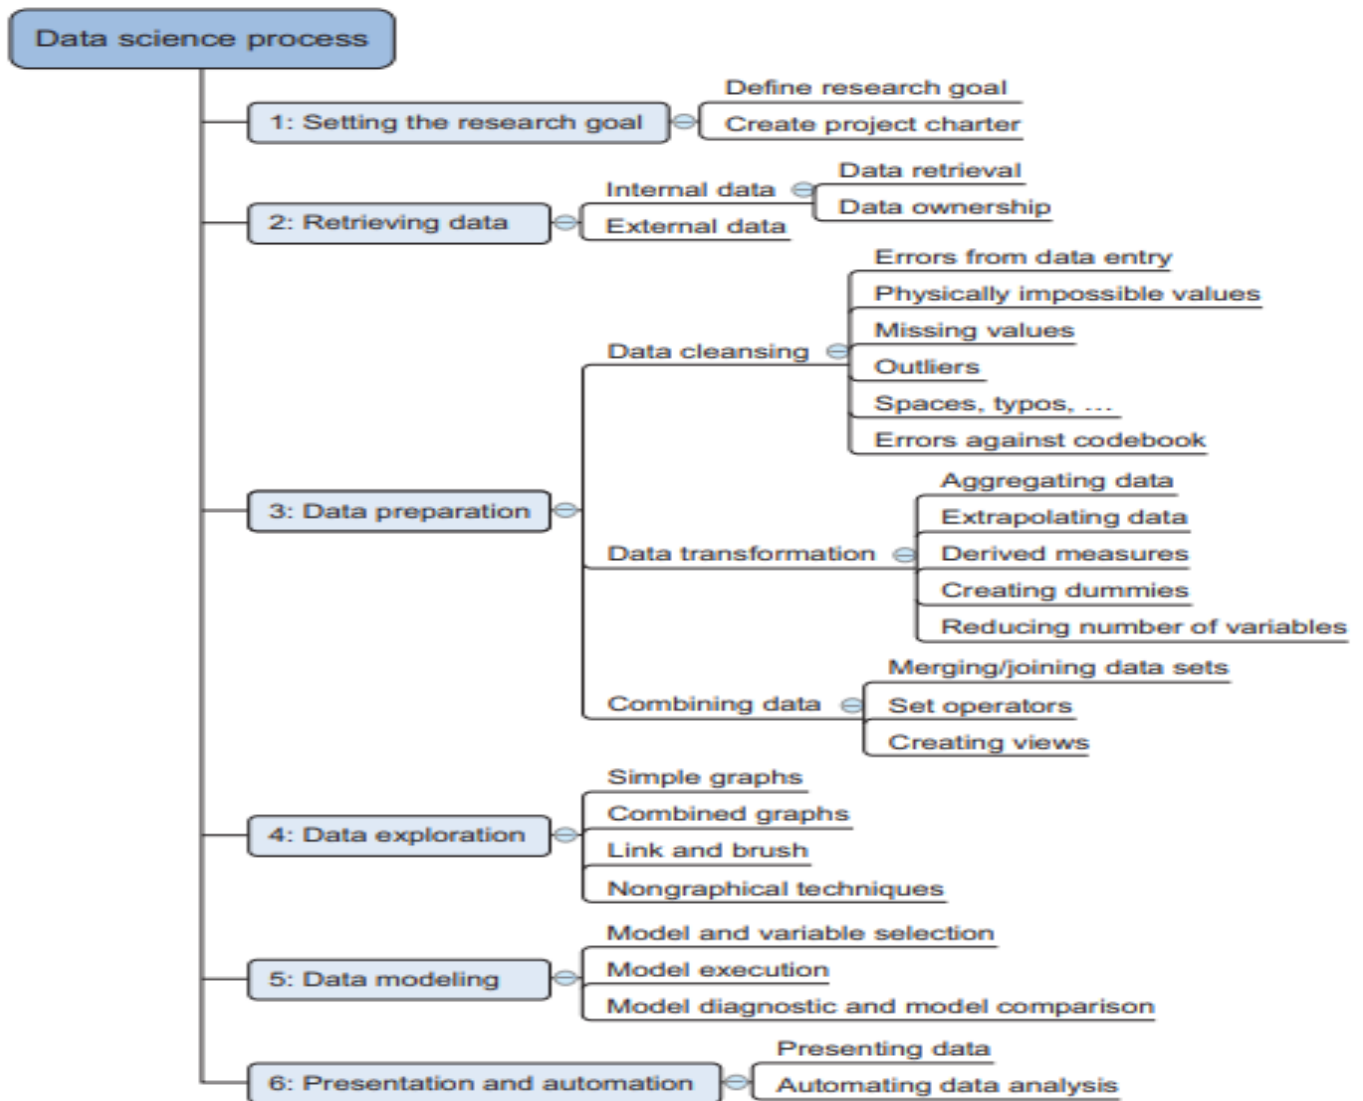 Data science process
1: Setting the research goal
Define research goal
Create project charter
2: Retrieving data
Internal data
Data retrieval
Data ownership
External data
3: Data preparation
Data cleansing
Errors from data entry
Physically impossible values
Missing values
Outliers
Spaces, typos, ...
Errors against codebook
Data transformation
Aggregating data
Extrapolating data
Derived measures
Creating dummies
Reducing number of variables
Combining data
Merging/joining data sets
Set operators
Creating views
4: Data exploration
Simple graphs
Combined graphs
Link and brush
Nongraphical techniques
5: Data modeling
Model and variable selection
Model execution
Model diagnostic and model comparison
6: Presentation and automation
Presenting data
Automating data analysis